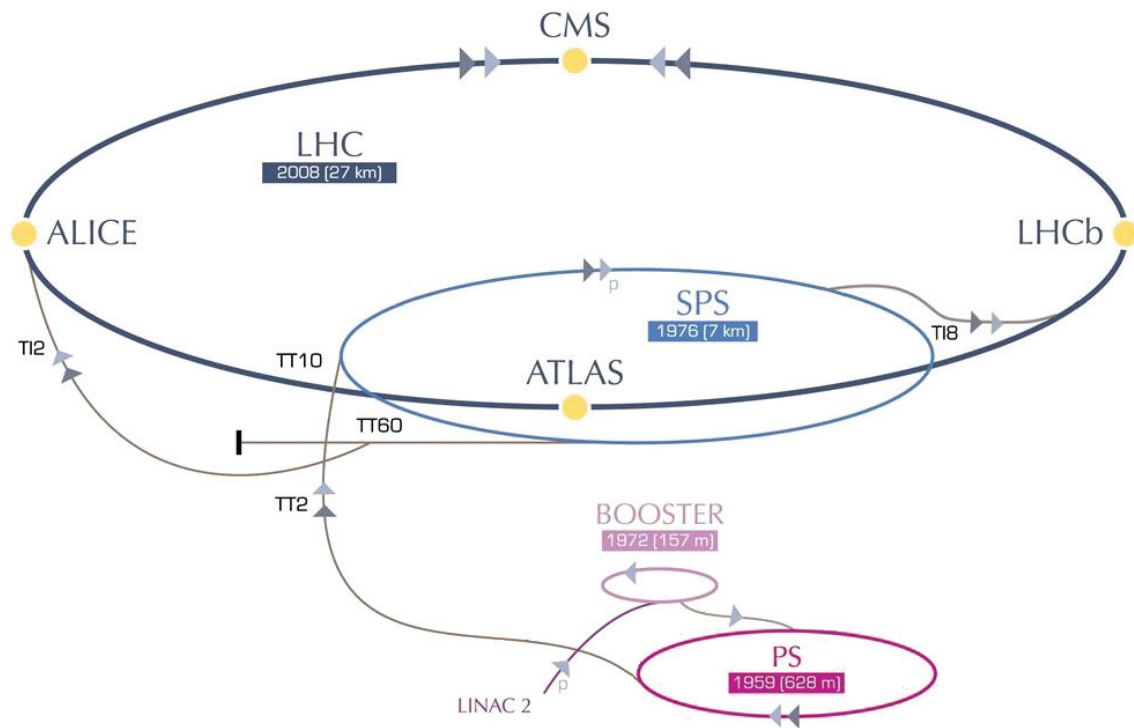 CMS
LHC
2008 (27 km)
ALICE
LHCb
p
SPS
1976 (7 km)
TI8
TI2
TT10
ATLAS
TT60
TT2
BOOSTER
1972 (157 m)
PS
1959 (628 m)
p
LINAC 2